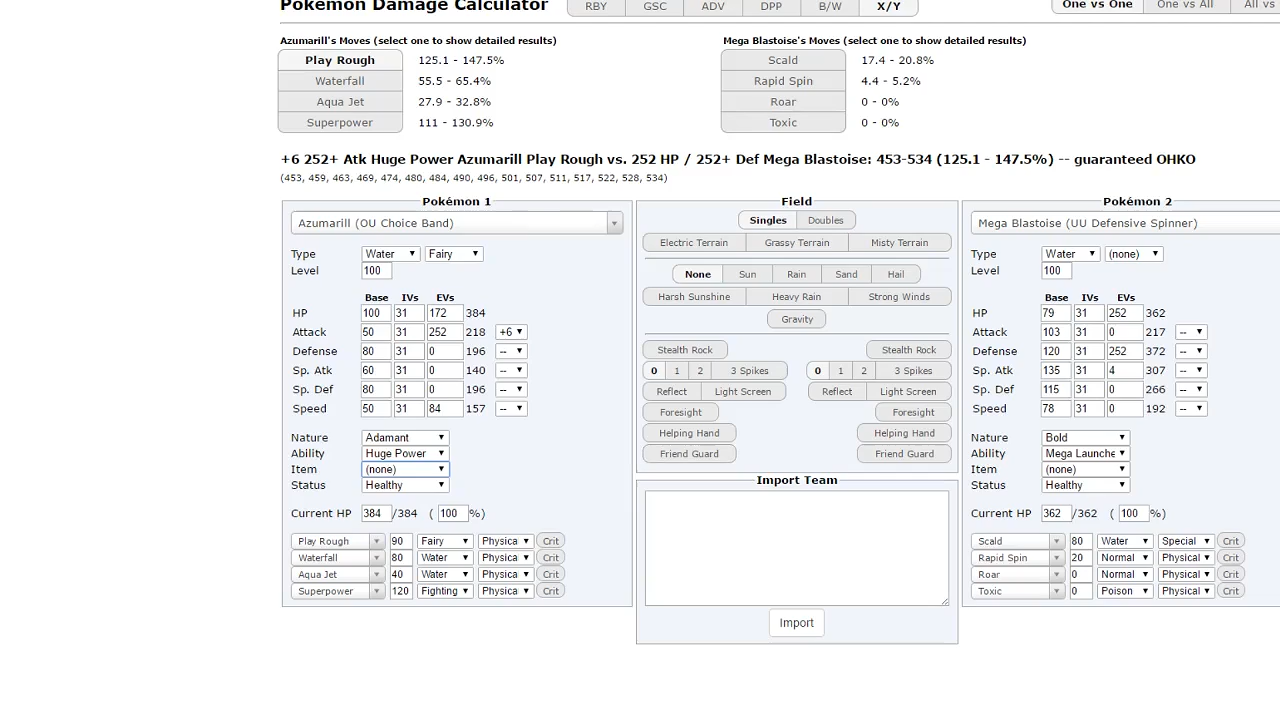 Pokémon Damage Calculator RBY GSC ADV DPP B/W X/Y One vs One One vs All All vs
Azumarill's Moves (select one to show detailed results) Mega Blastoise's Moves (select one to show detailed results)
Play Rough 125.1 - 147.5% Scald 17.4 - 20.8%
Waterfall 55.5 - 65.4% Rapid Spin 4.4 - 5.2%
Aqua Jet 27.9 - 32.8% Roar 0 - 0%
Superpower 111 - 130.9% Toxic 0 - 0%
+6 252+ Atk Huge Power Azumarill Play Rough vs. 252 HP / 252+ Def Mega Blastoise: 453-534 (125.1 - 147.5%) -- guaranteed OHKO
(453, 459, 463, 469, 474, 480, 484, 490, 496, 501, 507, 511, 517, 522, 528, 534)
Pokémon 1
Azumarill (OU Choice Band)
Type Water Fairy
Level 100
Base IVs EVs
HP 100 31 172 384
Attack 50 31 252 218 +6
Defense 80 31 0 196 --
Sp. Atk 60 31 0 140 --
Sp. Def 80 31 0 196 --
Speed 50 31 84 157 --
Nature Adamant
Ability Huge Power
Item (none)
Status Healthy
Current HP 384 /384 ( 100 %)
Play Rough 90 Fairy Physica Crit
Waterfall 80 Water Physica Crit
Aqua Jet 40 Water Physica Crit
Superpower 120 Fighting Physica Crit
Field
Singles Doubles
Electric Terrain Grassy Terrain Misty Terrain
None Sun Rain Sand Hail
Harsh Sunshine Heavy Rain Strong Winds
Gravity
Stealth Rock Stealth Rock
0 1 2 3 Spikes 0 1 2 3 Spikes
Reflect Light Screen Reflect Light Screen
Foresight Foresight
Helping Hand Helping Hand
Friend Guard Friend Guard
Import Team
Import
Pokémon 2
Mega Blastoise (UU Defensive Spinner)
Type Water (none)
Level 100
Base IVs EVs
HP 79 31 252 362
Attack 103 31 0 217 --
Defense 120 31 252 372 --
Sp. Atk 135 31 4 307 --
Sp. Def 115 31 0 266 --
Speed 78 31 0 192 --
Nature Bold
Ability Mega Launche
Item (none)
Status Healthy
Current HP 362 /362 ( 100 %)
Scald 80 Water Special Crit
Rapid Spin 20 Normal Physical Crit
Roar 0 Normal Physical Crit
Toxic 0 Poison Physical Crit